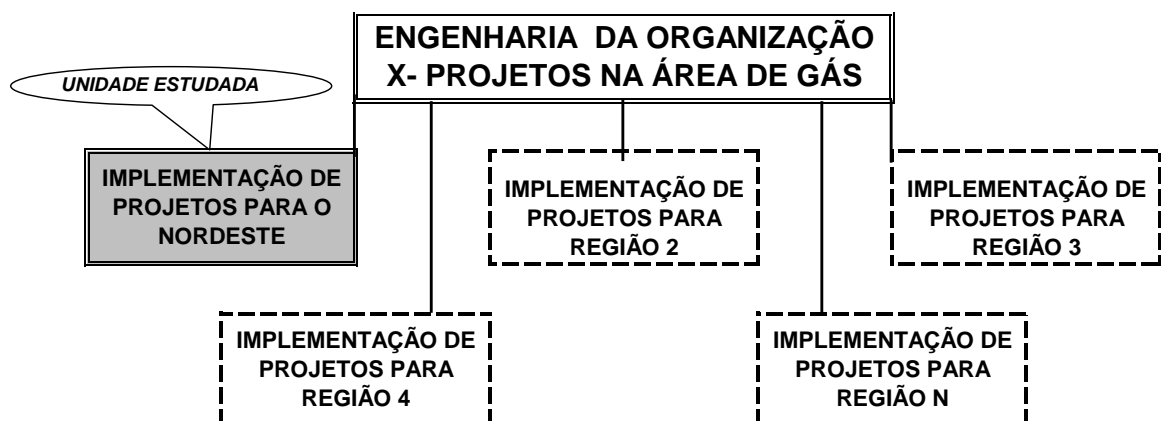 ENGENHARIA DA ORGANIZAÇÃO
X- PROJETOS NA ÁREA DE GÁS
UNIDADE ESTUDADA
IMPLEMENTAÇÃO DE
PROJETOS PARA O
NORDESTE
IMPLEMENTAÇÃO DE
PROJETOS PARA
REGIÃO 2
IMPLEMENTAÇÃO DE
PROJETOS PARA
REGIÃO 3
IMPLEMENTAÇÃO DE
PROJETOS PARA
REGIÃO 4
IMPLEMENTAÇÃO DE
PROJETOS PARA
REGIÃO N